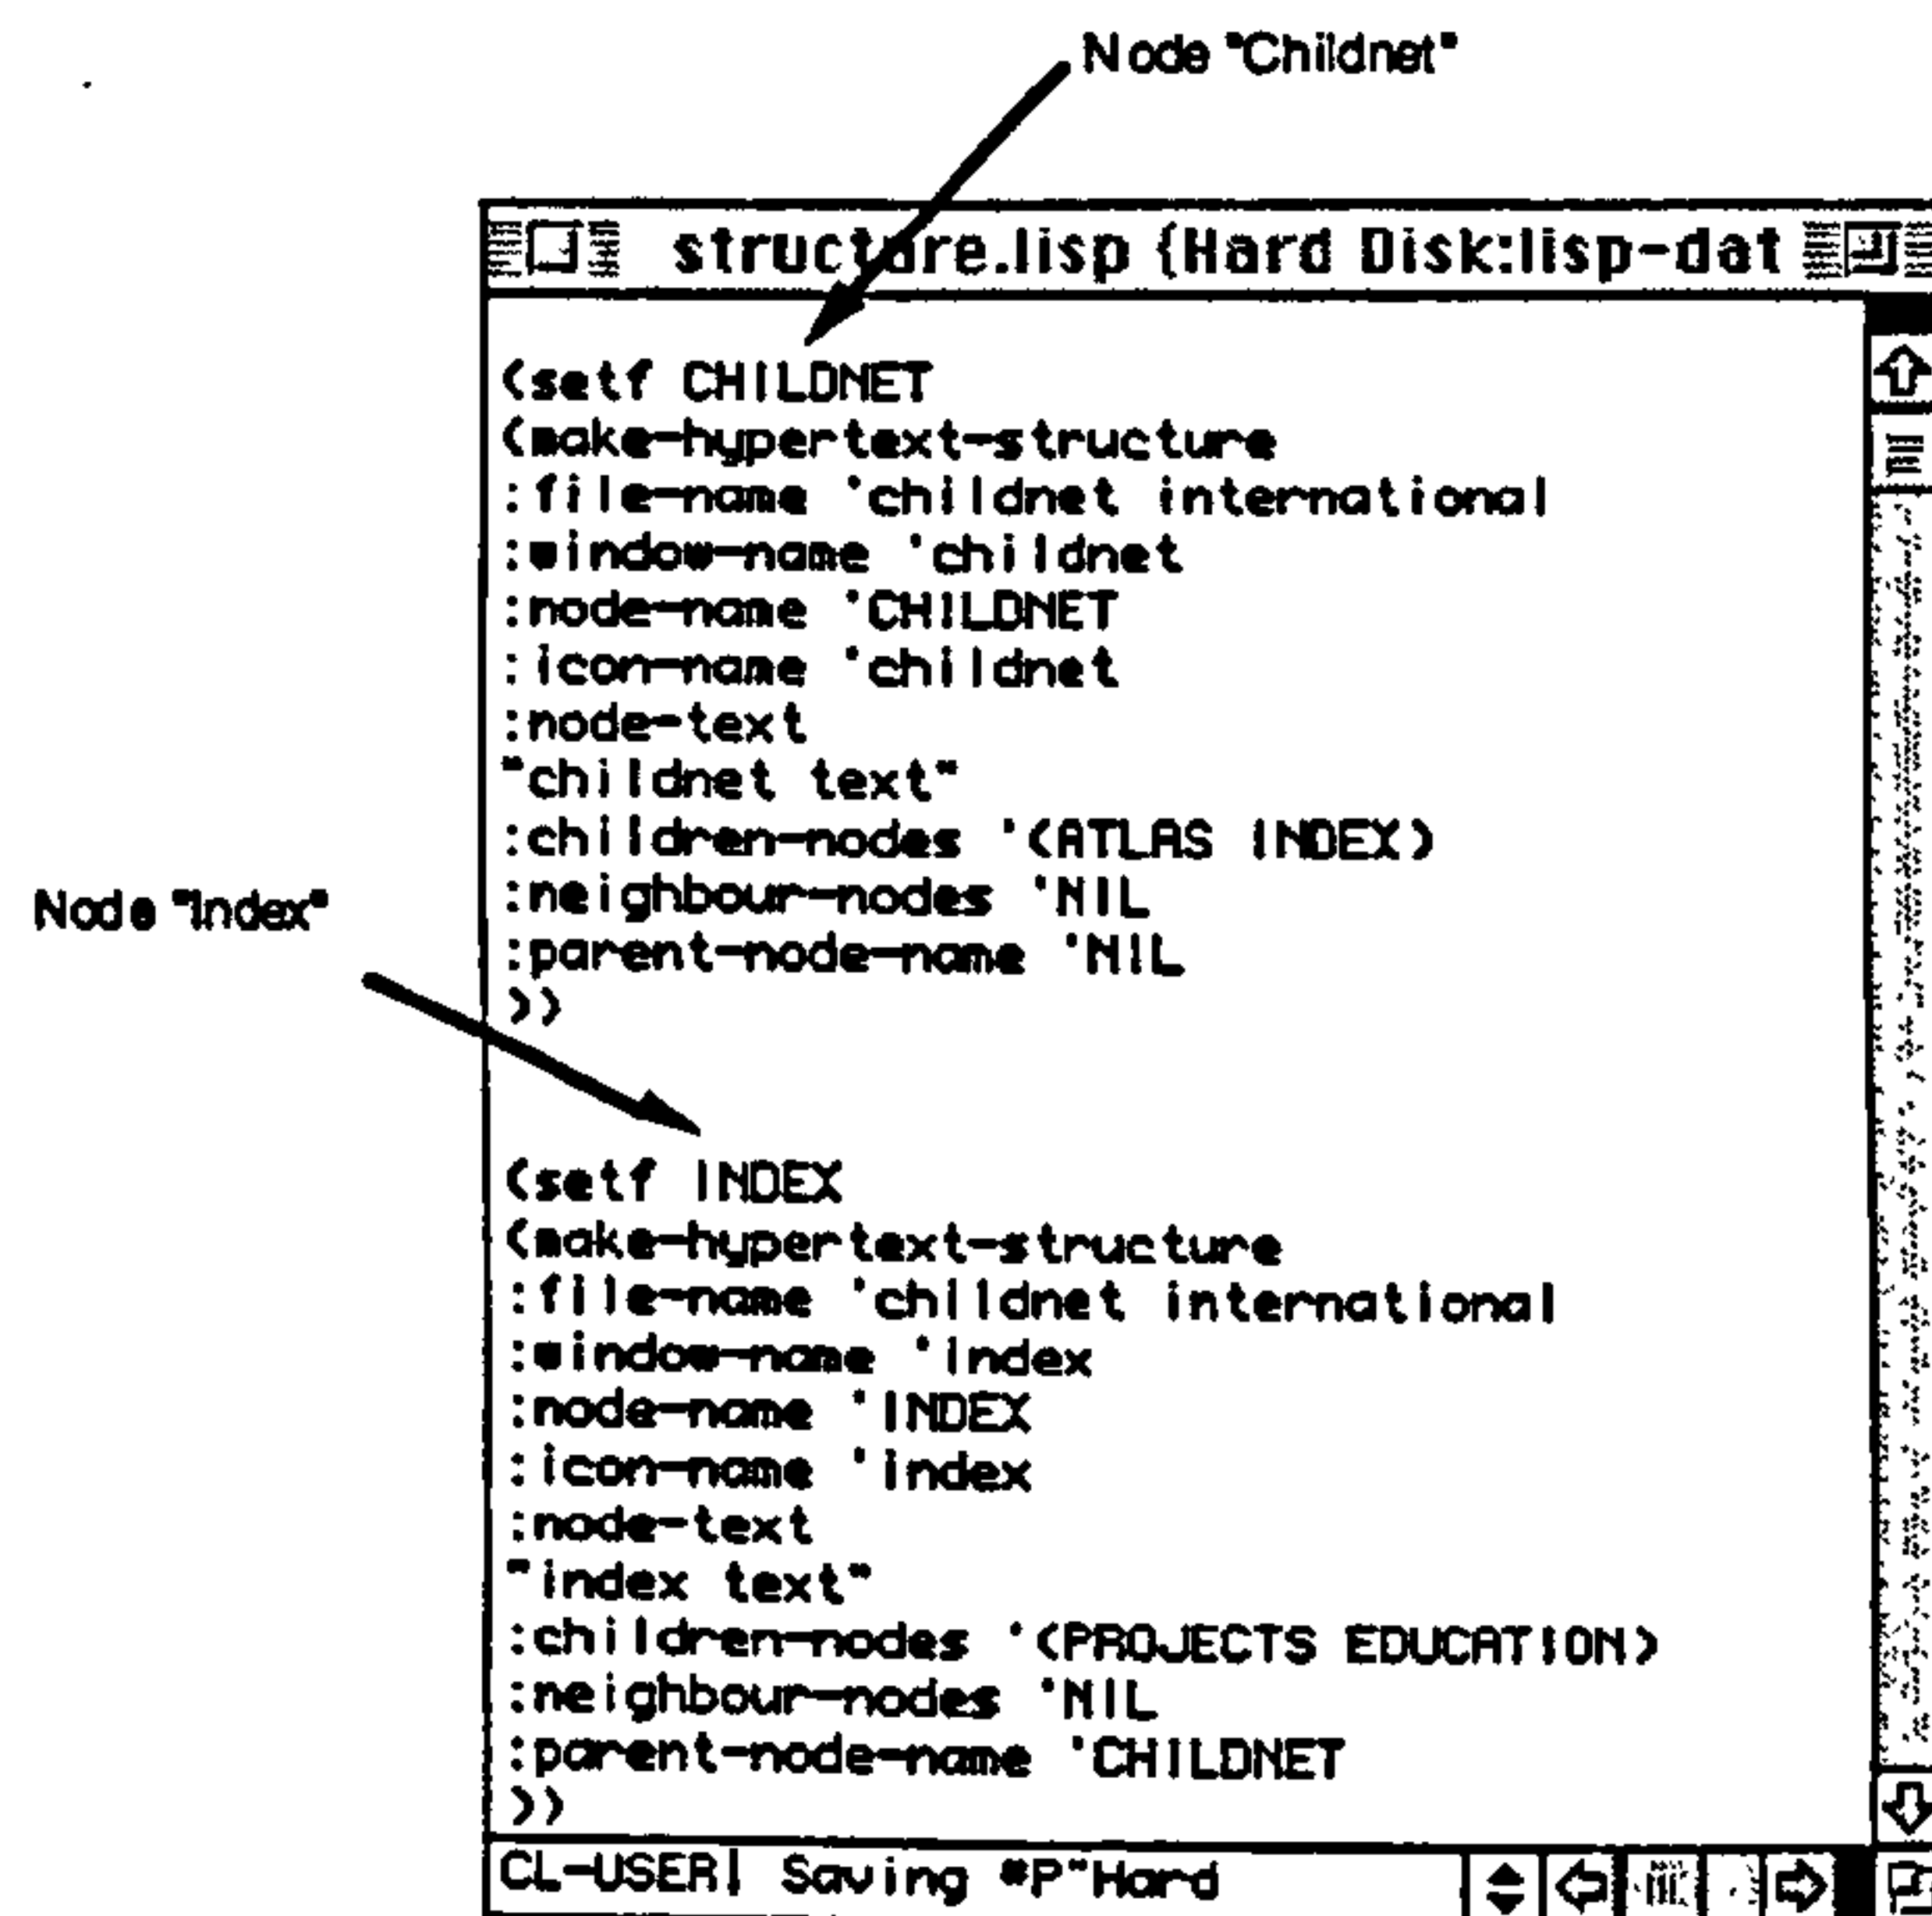 Node "Childnet"
structure.lisp {Hard Disk:lisp-dat
(setf CHILDNET
(make-hypertext-structure
:file-name 'childnet international
:window-name 'childnet
:node-name 'CHILDNET
:icon-name 'childnet
:node-text
"childnet text"
:children-nodes '(ATLAS INDEX)
:neighbour-nodes 'NIL
:parent-node-name 'NIL
))
Node "Index"
(setf INDEX
(make-hypertext-structure
:file-name 'childnet international
:window-name 'index
:node-name 'INDEX
:icon-name 'index
:node-text
"index text"
:children-nodes '(PROJECTS EDUCATION)
:neighbour-nodes 'NIL
:parent-node-name 'CHILDNET
))
CL-USER| Saving #P"Hard